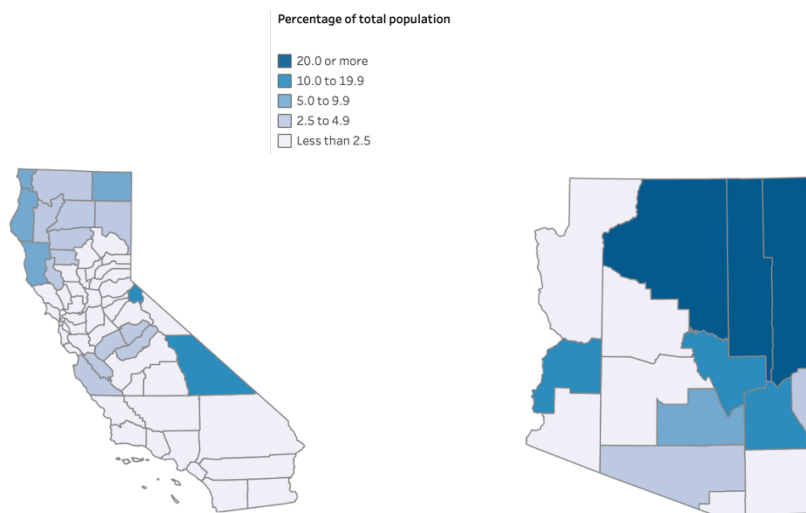 Percentage of total population
20.0 or more
10.0 to 19.9
5.0 to 9.9
2.5 to 4.9
Less than 2.5